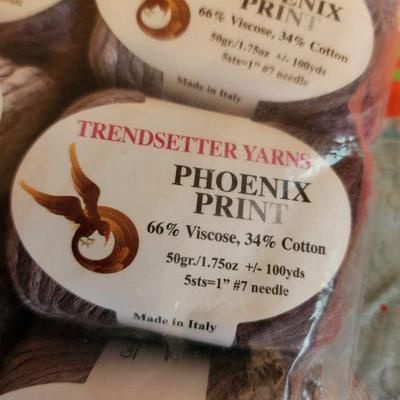 PHOENIX
PRINT
66% Viscose, 34% Cotton
50gr./1.75oz +/- 100yds
5sts=1" #7 needle
Made in Italy
TRENDSETTER YARNS
PHOENIX
PRINT
66% Viscose, 34% Cotton
50gr./1.75oz +/- 100yds
5sts=1" #7 needle
Made in Italy